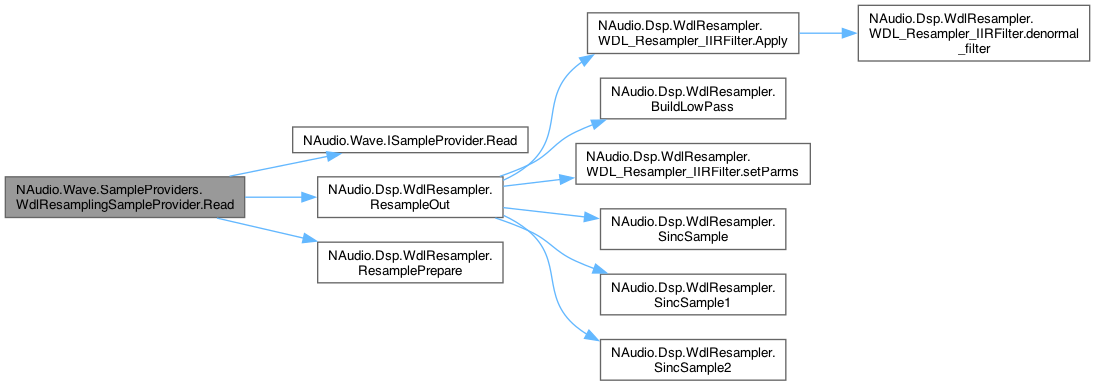 NAudio.Wave.SampleProviders.
WdlResamplingSampleProvider.Read
NAudio.Wave.ISampleProvider.Read
NAudio.Dsp.WdlResampler.
ResampleOut
NAudio.Dsp.WdlResampler.
ResamplePrepare
NAudio.Dsp.WdlResampler.
WDL_Resampler_IIRFilter.Apply
NAudio.Dsp.WdlResampler.
BuildLowPass
NAudio.Dsp.WdlResampler.
WDL_Resampler_IIRFilter.setParms
NAudio.Dsp.WdlResampler.
SincSample
NAudio.Dsp.WdlResampler.
SincSample1
NAudio.Dsp.WdlResampler.
SincSample2
NAudio.Dsp.WdlResampler.
WDL_Resampler_IIRFilter.denormal
_filter